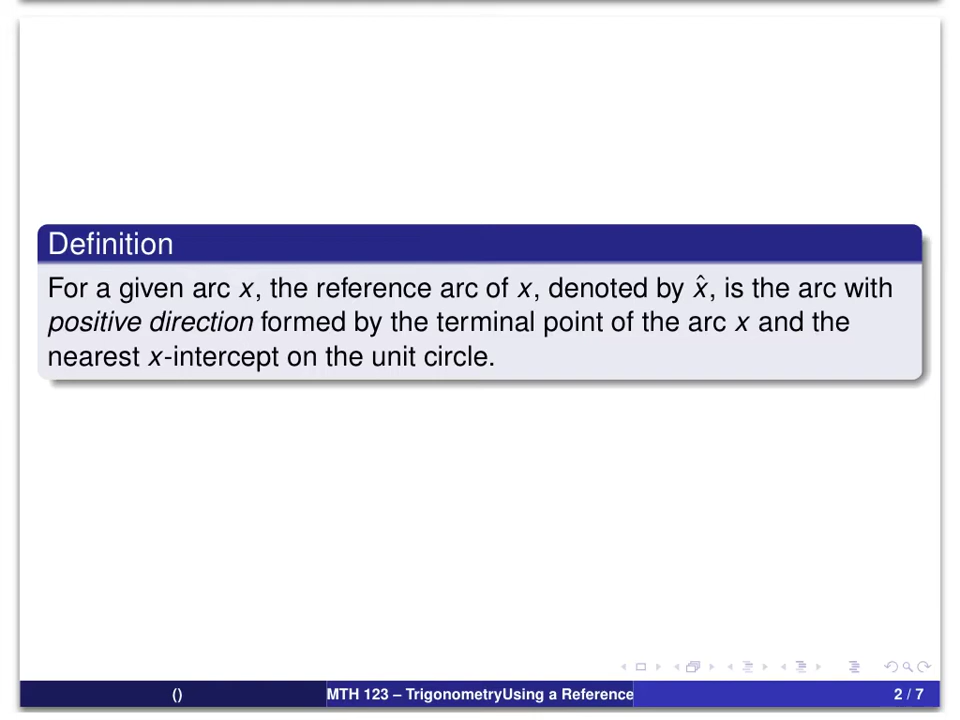 Definition
For a given arc x, the reference arc of x, denoted by x̂, is the arc with
positive direction formed by the terminal point of the arc x and the
nearest x-intercept on the unit circle.
() MTH 123 – TrigonometryUsing a Reference 2 / 7